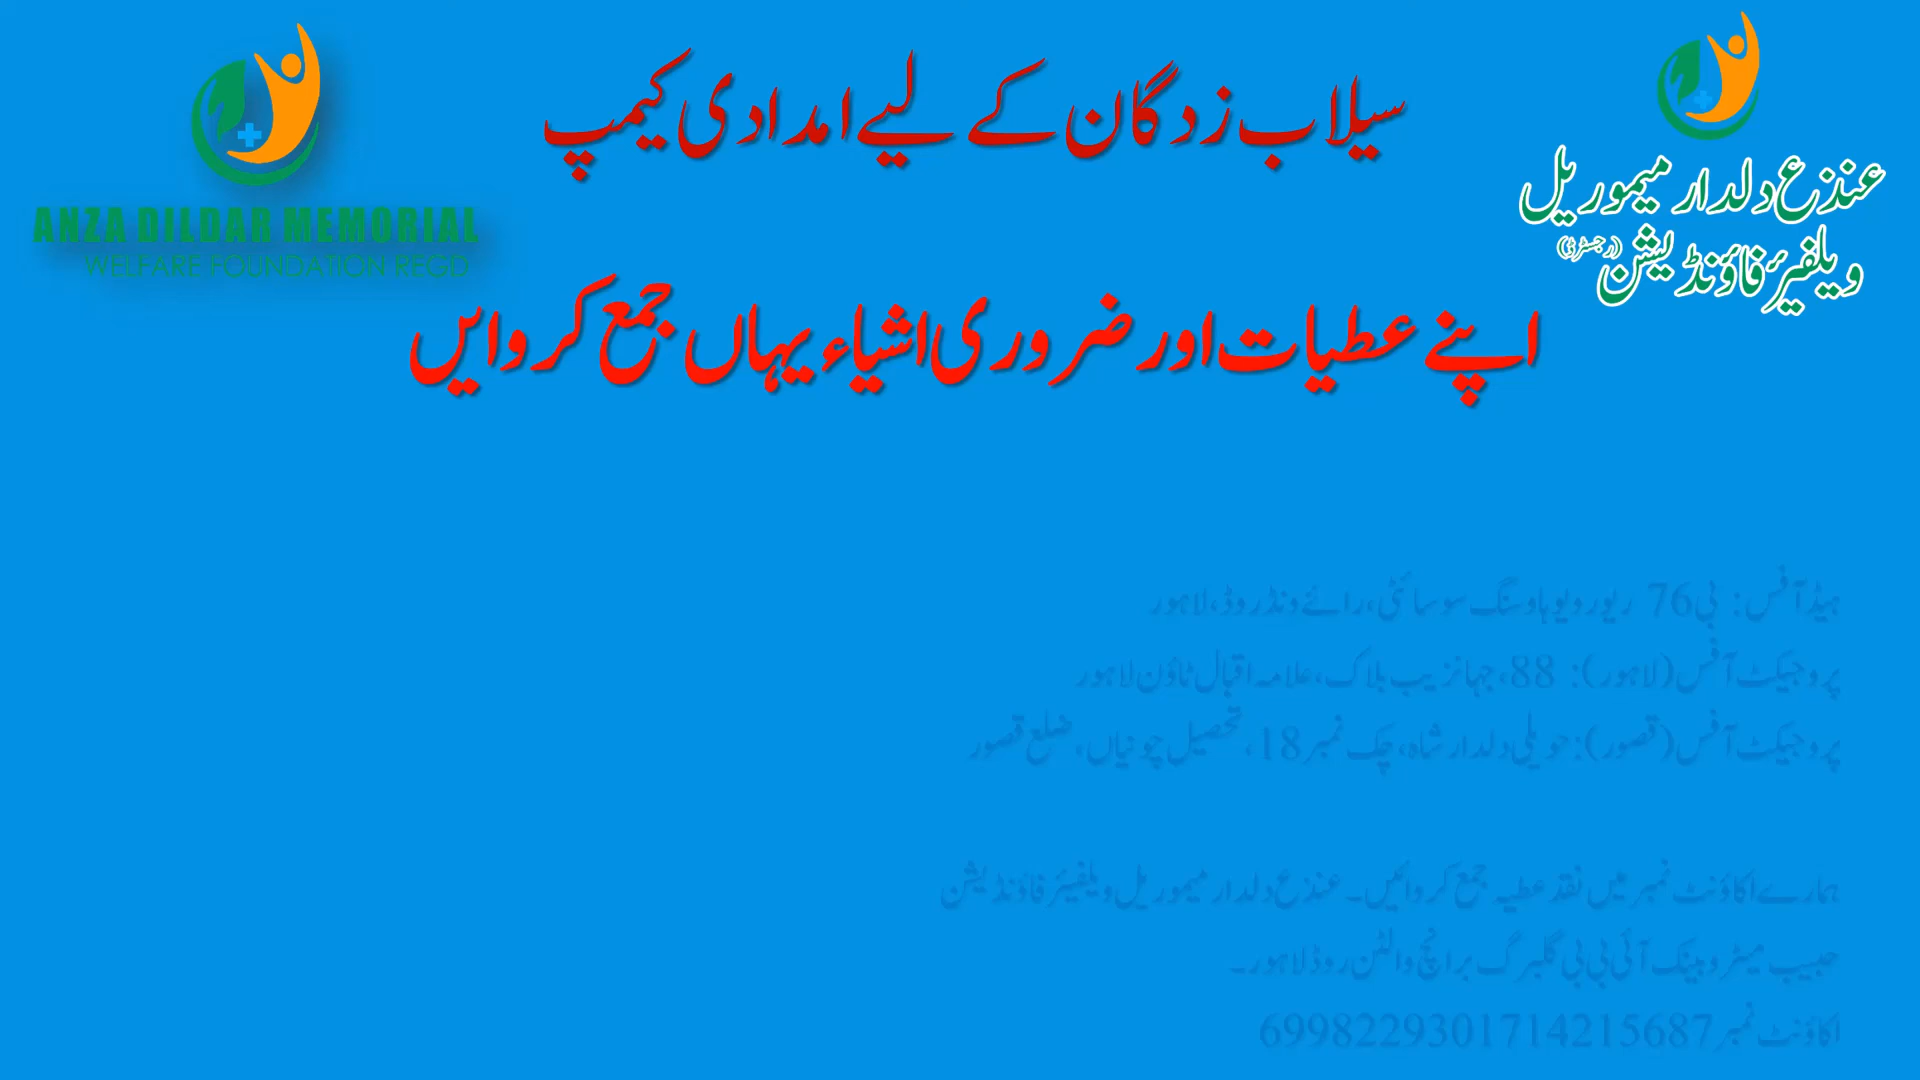 سیلاب زدگان کے لیے امدادی کیمپ
ANZA DILDAR MEMORIAL
WELFARE FOUNDATION REGD
عندزع دلدار میموریل
ویلفیئر فاؤنڈیشن (رجسٹرڈ)
اپنے عطیات اور ضروری اشیاء یہاں جمع کروایں
ہیڈ آفس: بی 76 ریور ویو ہاوسنگ سوسائٹی، رائے ونڈ روڈ، لاہور
پروجیکٹ آفس (لاہور): 88، جہانزیب بلاک، علامہ اقبال ٹاؤن لاہور
پروجیکٹ آفس (قصور): حویلی دلدار شاہ، چک نمبر 18، تحصیل چونیاں، ضلع قصور
ہمارے اکاؤنٹ نمبر میں نقد عطیہ جمع کروائیں۔ عندزع دلدار میموریل ویلفیئر فاؤنڈیشن
حبیب میٹرو بینک آئی بی بی گلبرگ برانچ والٹن روڈ لاہور۔
اکاؤنٹ نمبر 6998229301714215687